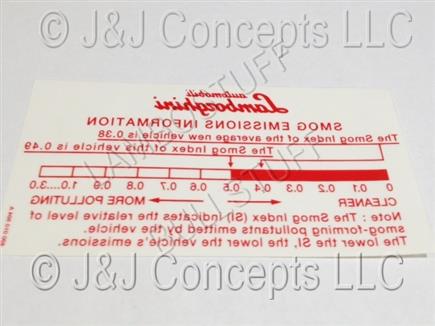 © J&J Concepts LLC
LAMBOSTUFF
automobili
Lamborghini
SMOG EMISSIONS INFORMATION
The Smog Index of the average new vehicle is 0.38
The Smog Index of this vehicle is 0.49
0 0.1 0.2 0.3 0.4 0.5 0.6 0.7 0.8 0.9 1.0...3.0
CLEANER MORE POLLUTING
Note : The Smog Index (SI) indicates the relative level of
smog-forming pollutants emitted by the vehicle.
The lower the, SI, the lower the vehicle's emissions.
© J&J Concepts LLC